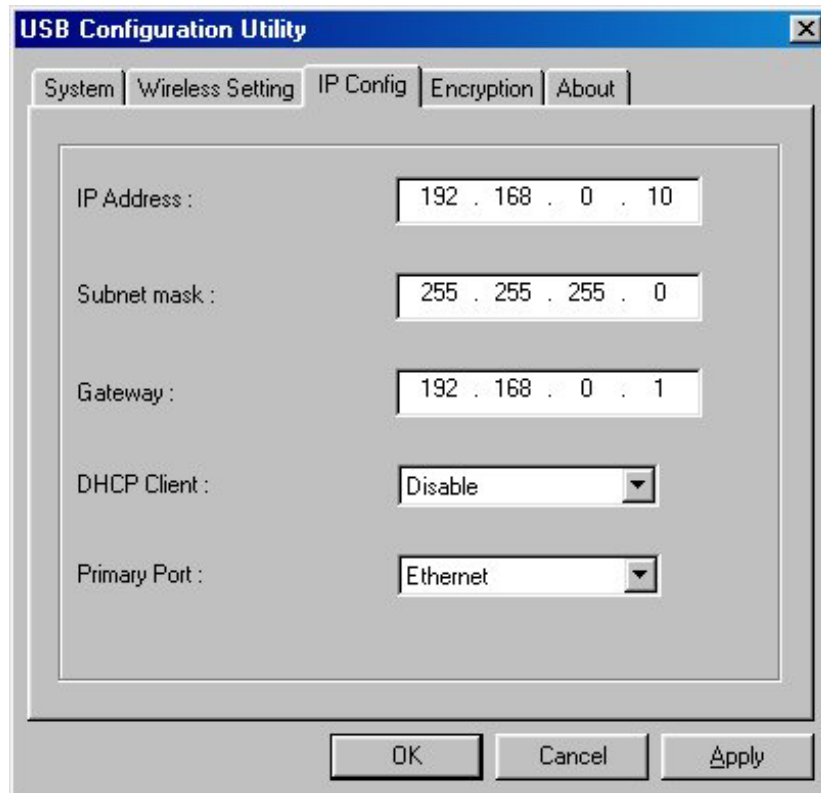 USB Configuration Utility
System Wireless Setting IP Config Encryption About
IP Address : 192 . 168 . 0 . 10
Subnet mask : 255 . 255 . 255 . 0
Gateway : 192 . 168 . 0 . 1
DHCP Client : Disable
Primary Port : Ethernet
OK Cancel Apply